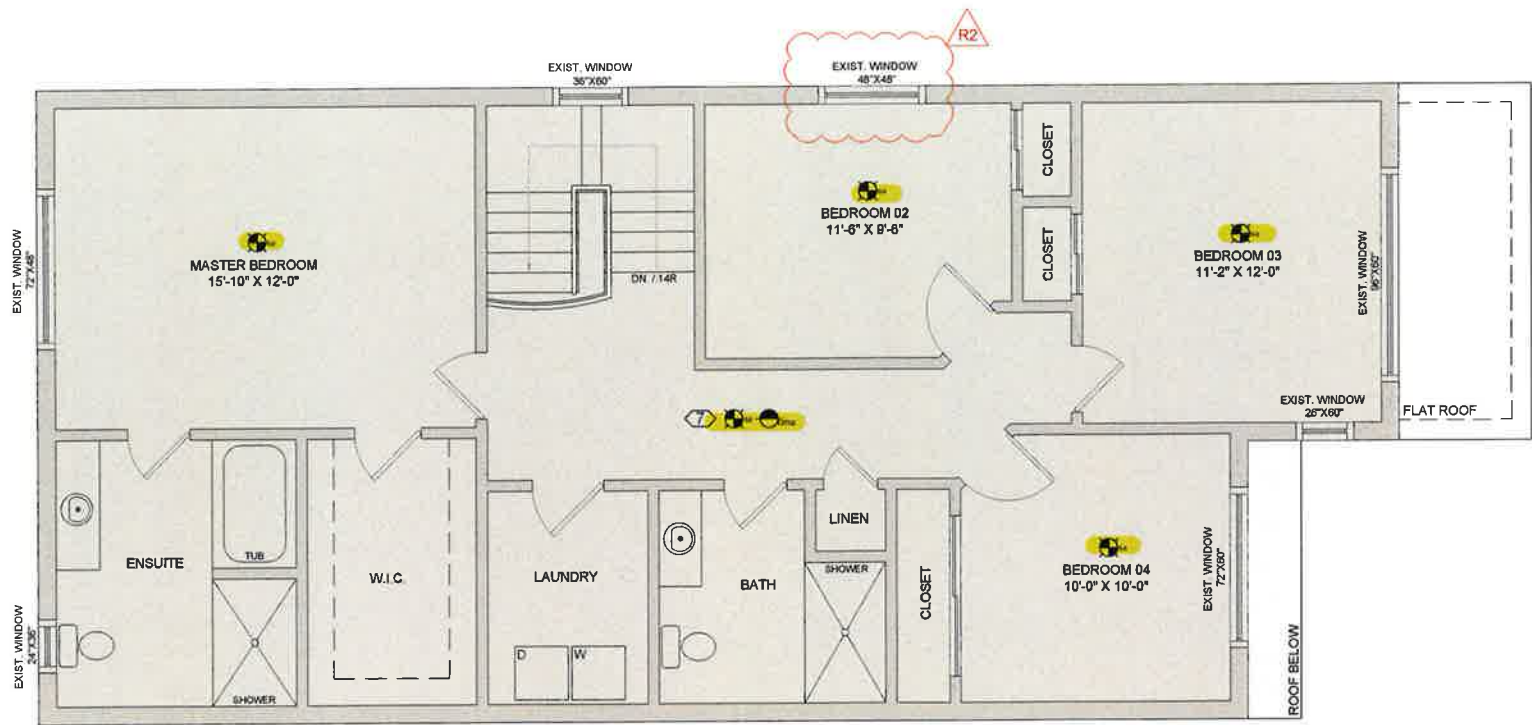 R2
EXIST. WINDOW
36"X60"
EXIST. WINDOW
48"X48"
CLOSET
BEDROOM 02
11'-6" X 9'-6"
MASTER BEDROOM
15'-10" X 12'-0"
EXIST. WINDOW
72"X48"
DN / 14R
CLOSET
BEDROOM 03
11'-2" X 12'-0"
EXIST. WINDOW
96"X60"
EXIST. WINDOW
26"X60"
FLAT ROOF
7
LINEN
TUB
ENSUITE
W.I.C.
LAUNDRY
BATH
SHOWER
CLOSET
BEDROOM 04
10'-0" X 10'-0"
EXIST. WINDOW
72"X60"
EXIST. WINDOW
24"X36"
D
W
SHOWER
ROOF BELOW